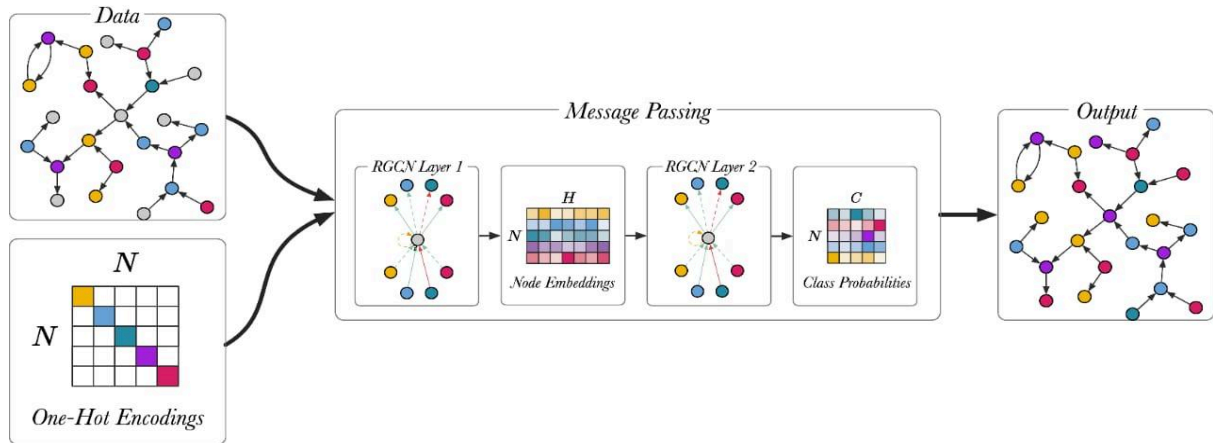 Data
N
N
One-Hot Encodings
Message Passing
RGCN Layer 1
H
N
Node Embeddings
RGCN Layer 2
C
N
Class Probabilities
Output